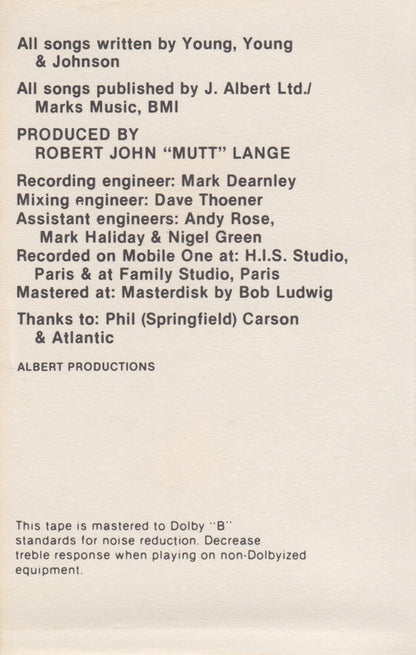 All songs written by Young, Young
& Johnson
All songs published by J. Albert Ltd./
Marks Music, BMI
PRODUCED BY
ROBERT JOHN "MUTT" LANGE
Recording engineer: Mark Dearnley
Mixing engineer: Dave Thoener
Assistant engineers: Andy Rose,
Mark Haliday & Nigel Green
Recorded on Mobile One at: H.I.S. Studio,
Paris & at Family Studio, Paris
Mastered at: Masterdisk by Bob Ludwig
Thanks to: Phil (Springfield) Carson
& Atlantic
ALBERT PRODUCTIONS
This tape is mastered to Dolby "B"
standards for noise reduction. Decrease
treble response when playing on non-Dolbyized
equipment.